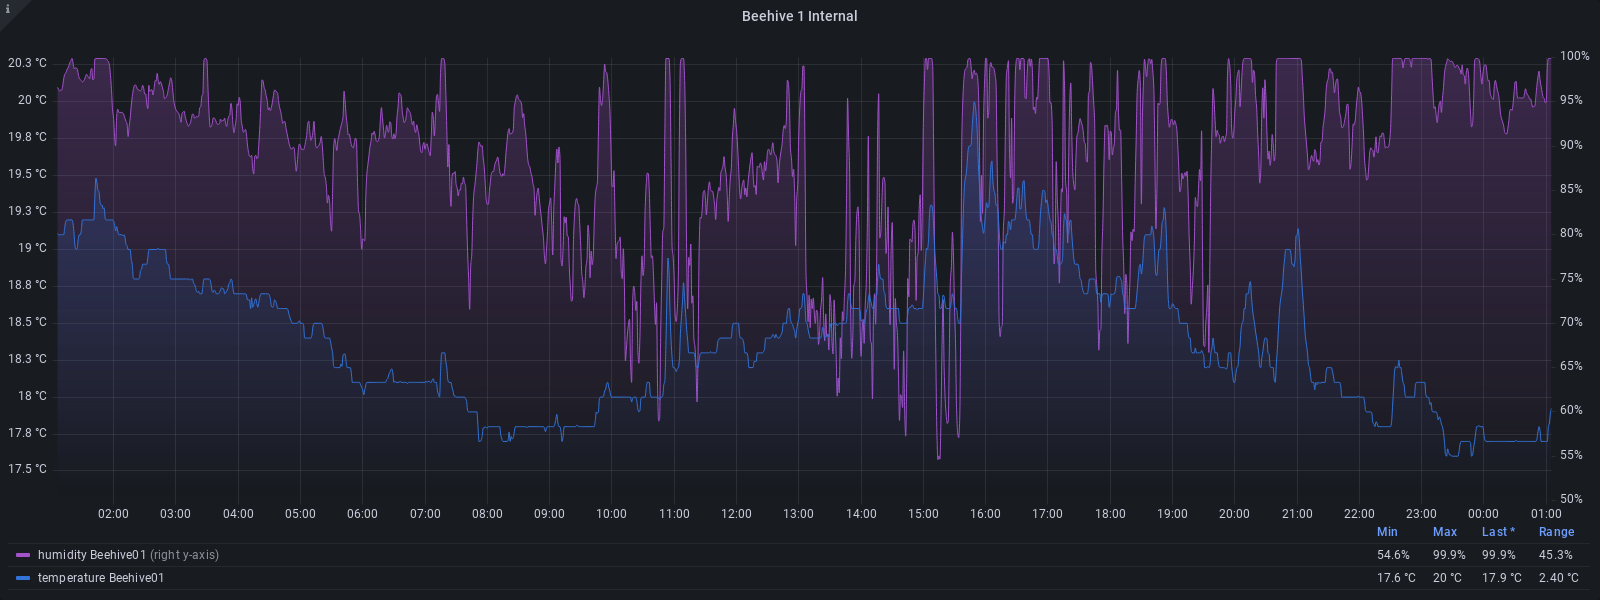 i
Beehive 1 Internal
20.3 °C
20 °C
19.8 °C
19.5 °C
19.3 °C
19 °C
18.8 °C
18.5 °C
18.3 °C
18 °C
17.8 °C
17.5 °C
100%
95%
90%
85%
80%
75%
70%
65%
60%
55%
50%
02:00 03:00 04:00 05:00 06:00 07:00 08:00 09:00 10:00 11:00 12:00 13:00 14:00 15:00 16:00 17:00 18:00 19:00 20:00 21:00 22:00 23:00 00:00 01:00
Min Max Last * Range
humidity Beehive01 (right y-axis) 54.6% 99.9% 99.9% 45.3%
temperature Beehive01 17.6 °C 20 °C 17.9 °C 2.40 °C